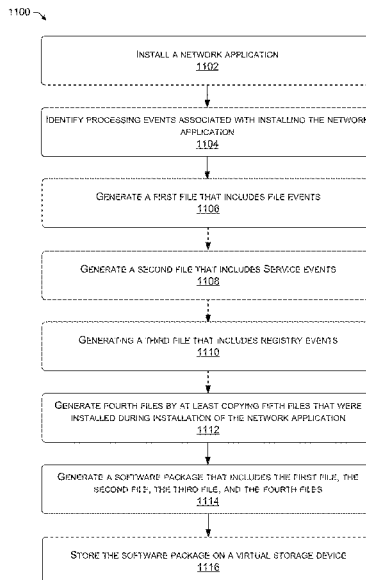 1100
INSTALL A NETWORK APPLICATION
1102
IDENTIFY PROCESSING EVENTS ASSOCIATED WITH INSTALLING THE NETWORK
APPLICATION
1104
GENERATE A FIRST FILE THAT INCLUDES FILE EVENTS
1106
GENERATE A SECOND FILE THAT INCLUDES SERVICE EVENTS
1108
GENERATING A THIRD FILE THAT INCLUDES REGISTRY EVENTS
1110
GENERATE FOURTH FILES BY AT LEAST COPYING FIFTH FILES THAT WERE
INSTALLED DURING INSTALLATION OF THE NETWORK APPLICATION
1112
GENERATE A SOFTWARE PACKAGE THAT INCLUDES THE FIRST FILE, THE
SECOND FILE, THE THIRD FILE, AND THE FOURTH FILES
1114
STORE THE SOFTWARE PACKAGE ON A VIRTUAL STORAGE DEVICE
1116